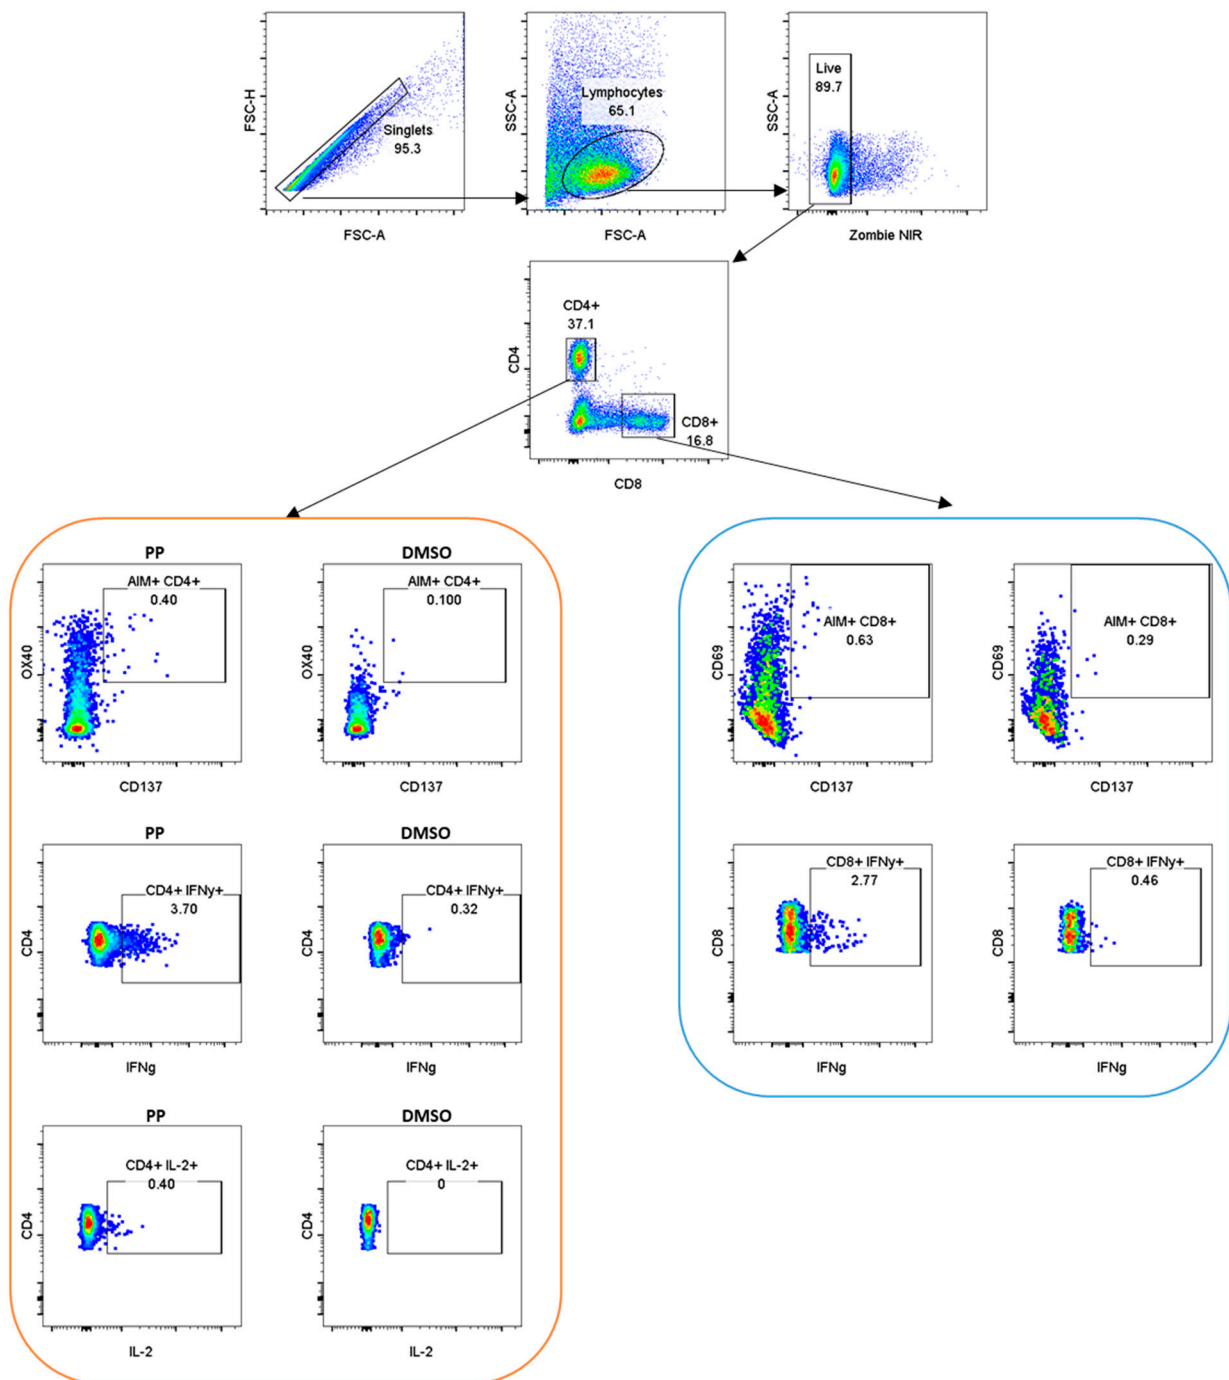 FSC-H
Singlets
95.3
FSC-A
SSC-A
Lymphocytes
65.1
FSC-A
SSC-A
Live
89.7
Zombie NIR
CD4
CD4+
37.1
CD8+
16.8
CD8
PP
OX40
AIM+ CD4+
0.40
CD137
DMSO
OX40
AIM+ CD4+
0.100
CD137
CD69
AIM+ CD8+
0.63
CD137
CD69
AIM+ CD8+
0.29
CD137
PP
CD4
CD4+ IFNy+
3.70
IFNg
DMSO
CD4
CD4+ IFNy+
0.32
IFNg
CD8
CD8+ IFNy+
2.77
IFNg
CD8
CD8+ IFNy+
0.46
IFNg
PP
CD4
CD4+ IL-2+
0.40
IL-2
DMSO
CD4
CD4+ IL-2+
0
IL-2